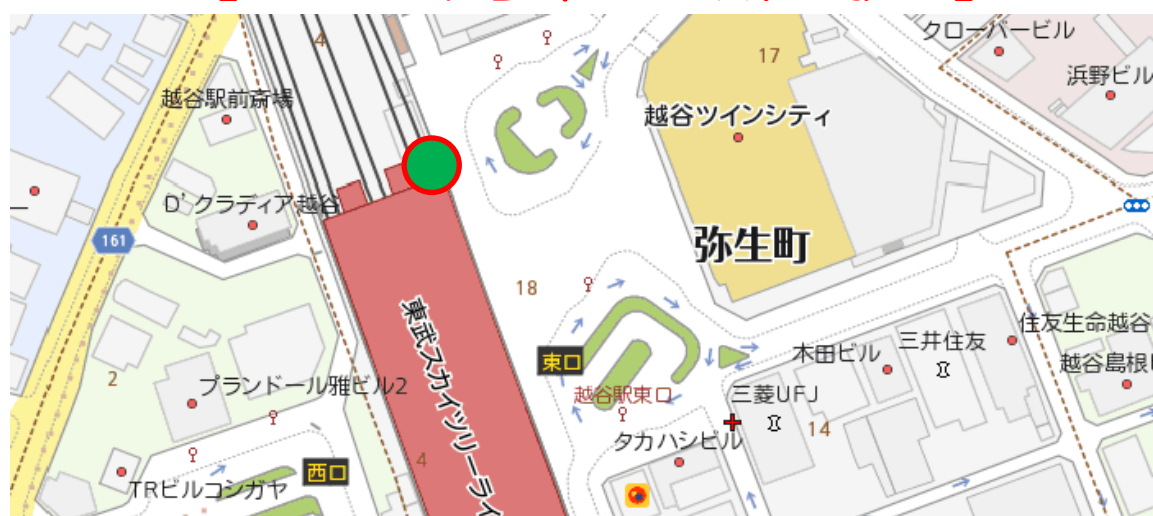 クローバービル
4
17
浜野ビル
越谷駅前斎場
越谷ツインシティ
D'クラディア越谷
161
弥生町
18
東武スカイツリーライ
住友生命越谷
三井住友
木田ビル
東口
越谷島根
2
プランドール雅ビル2
越谷駅東口
三菱UFJ
14
タカハシビル
4
西口
TRビルコシガヤ